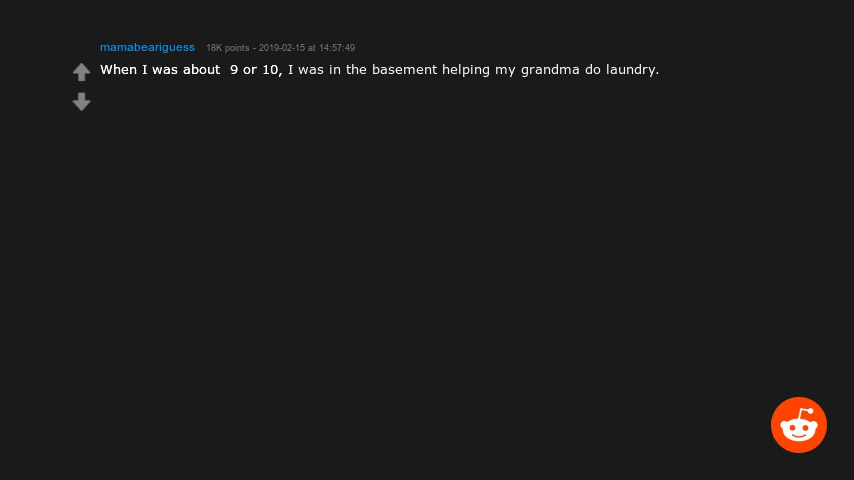 mamabeariguess 18K points - 2019-02-15 at 14:57:49
When I was about  9 or 10, I was in the basement helping my grandma do laundry.